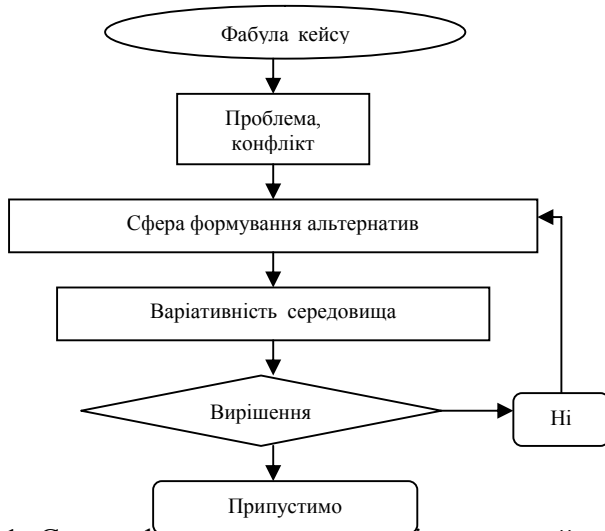 Фабула кейсу
Проблема,
конфлікт
Сфера формування альтернатив
Варіативність середовища
Вирішення
Ні
Припустимо